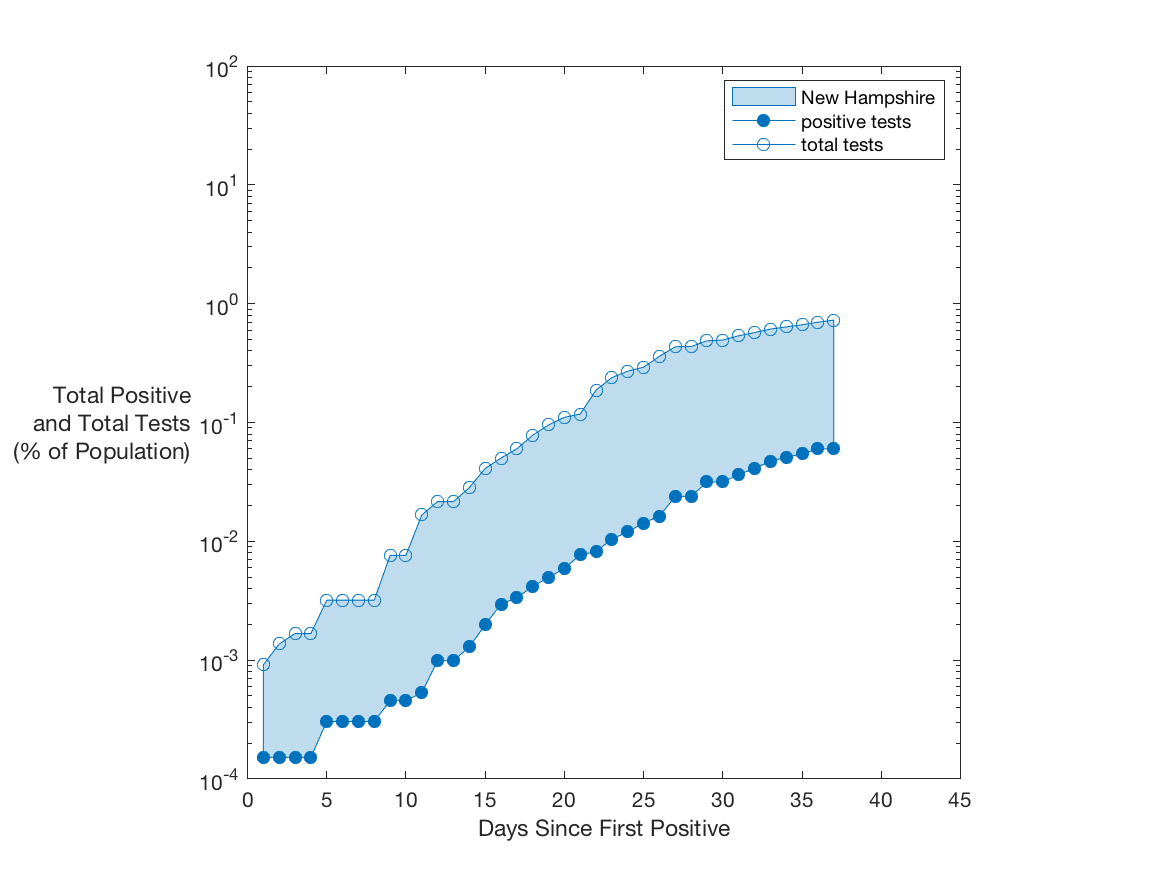 10^2
10^1
10^0
10^-1
10^-2
10^-3
10^-4
Total Positive
and Total Tests
(% of Population)
New Hampshire
positive tests
total tests
0 5 10 15 20 25 30 35 40 45
Days Since First Positive